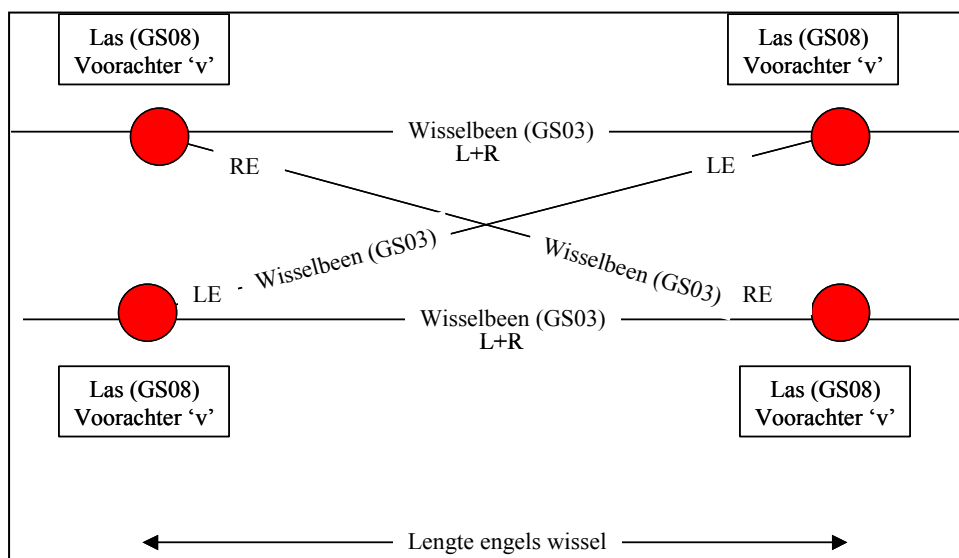 Las (GS08)
Voorachter ‘v’
Las (GS08)
Voorachter ‘v’
Wisselbeen (GS03)
L+R
RE
LE
Wisselbeen (GS03)
Wisselbeen (GS03)
LE
RE
Wisselbeen (GS03)
L+R
Las (GS08)
Voorachter ‘v’
Las (GS08)
Voorachter ‘v’
Lengte engels wissel